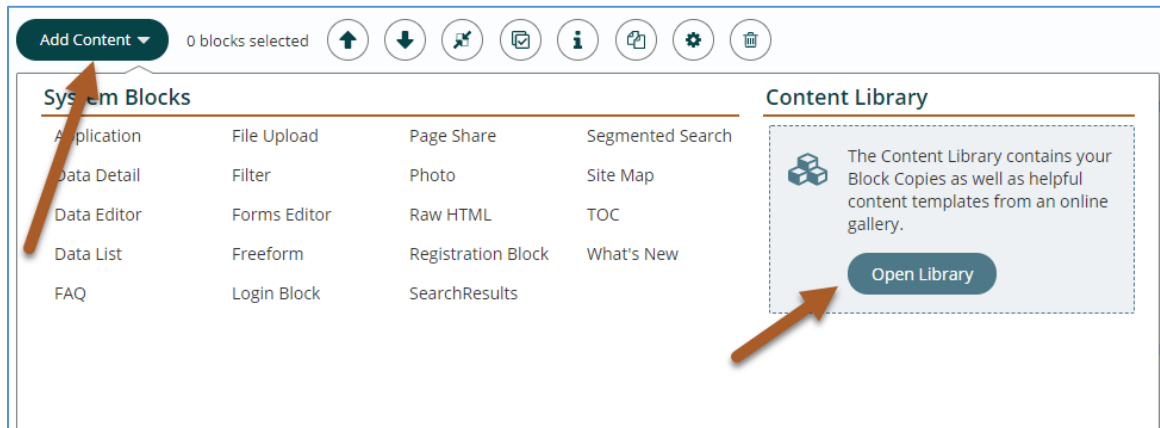 Add Content
0 blocks selected
System Blocks
Content Library
Application File Upload Page Share Segmented Search
Data Detail Filter Photo Site Map
Data Editor Forms Editor Raw HTML TOC
Data List Freeform Registration Block What's New
FAQ Login Block SearchResults
The Content Library contains your
Block Copies as well as helpful
content templates from an online
gallery.
Open Library